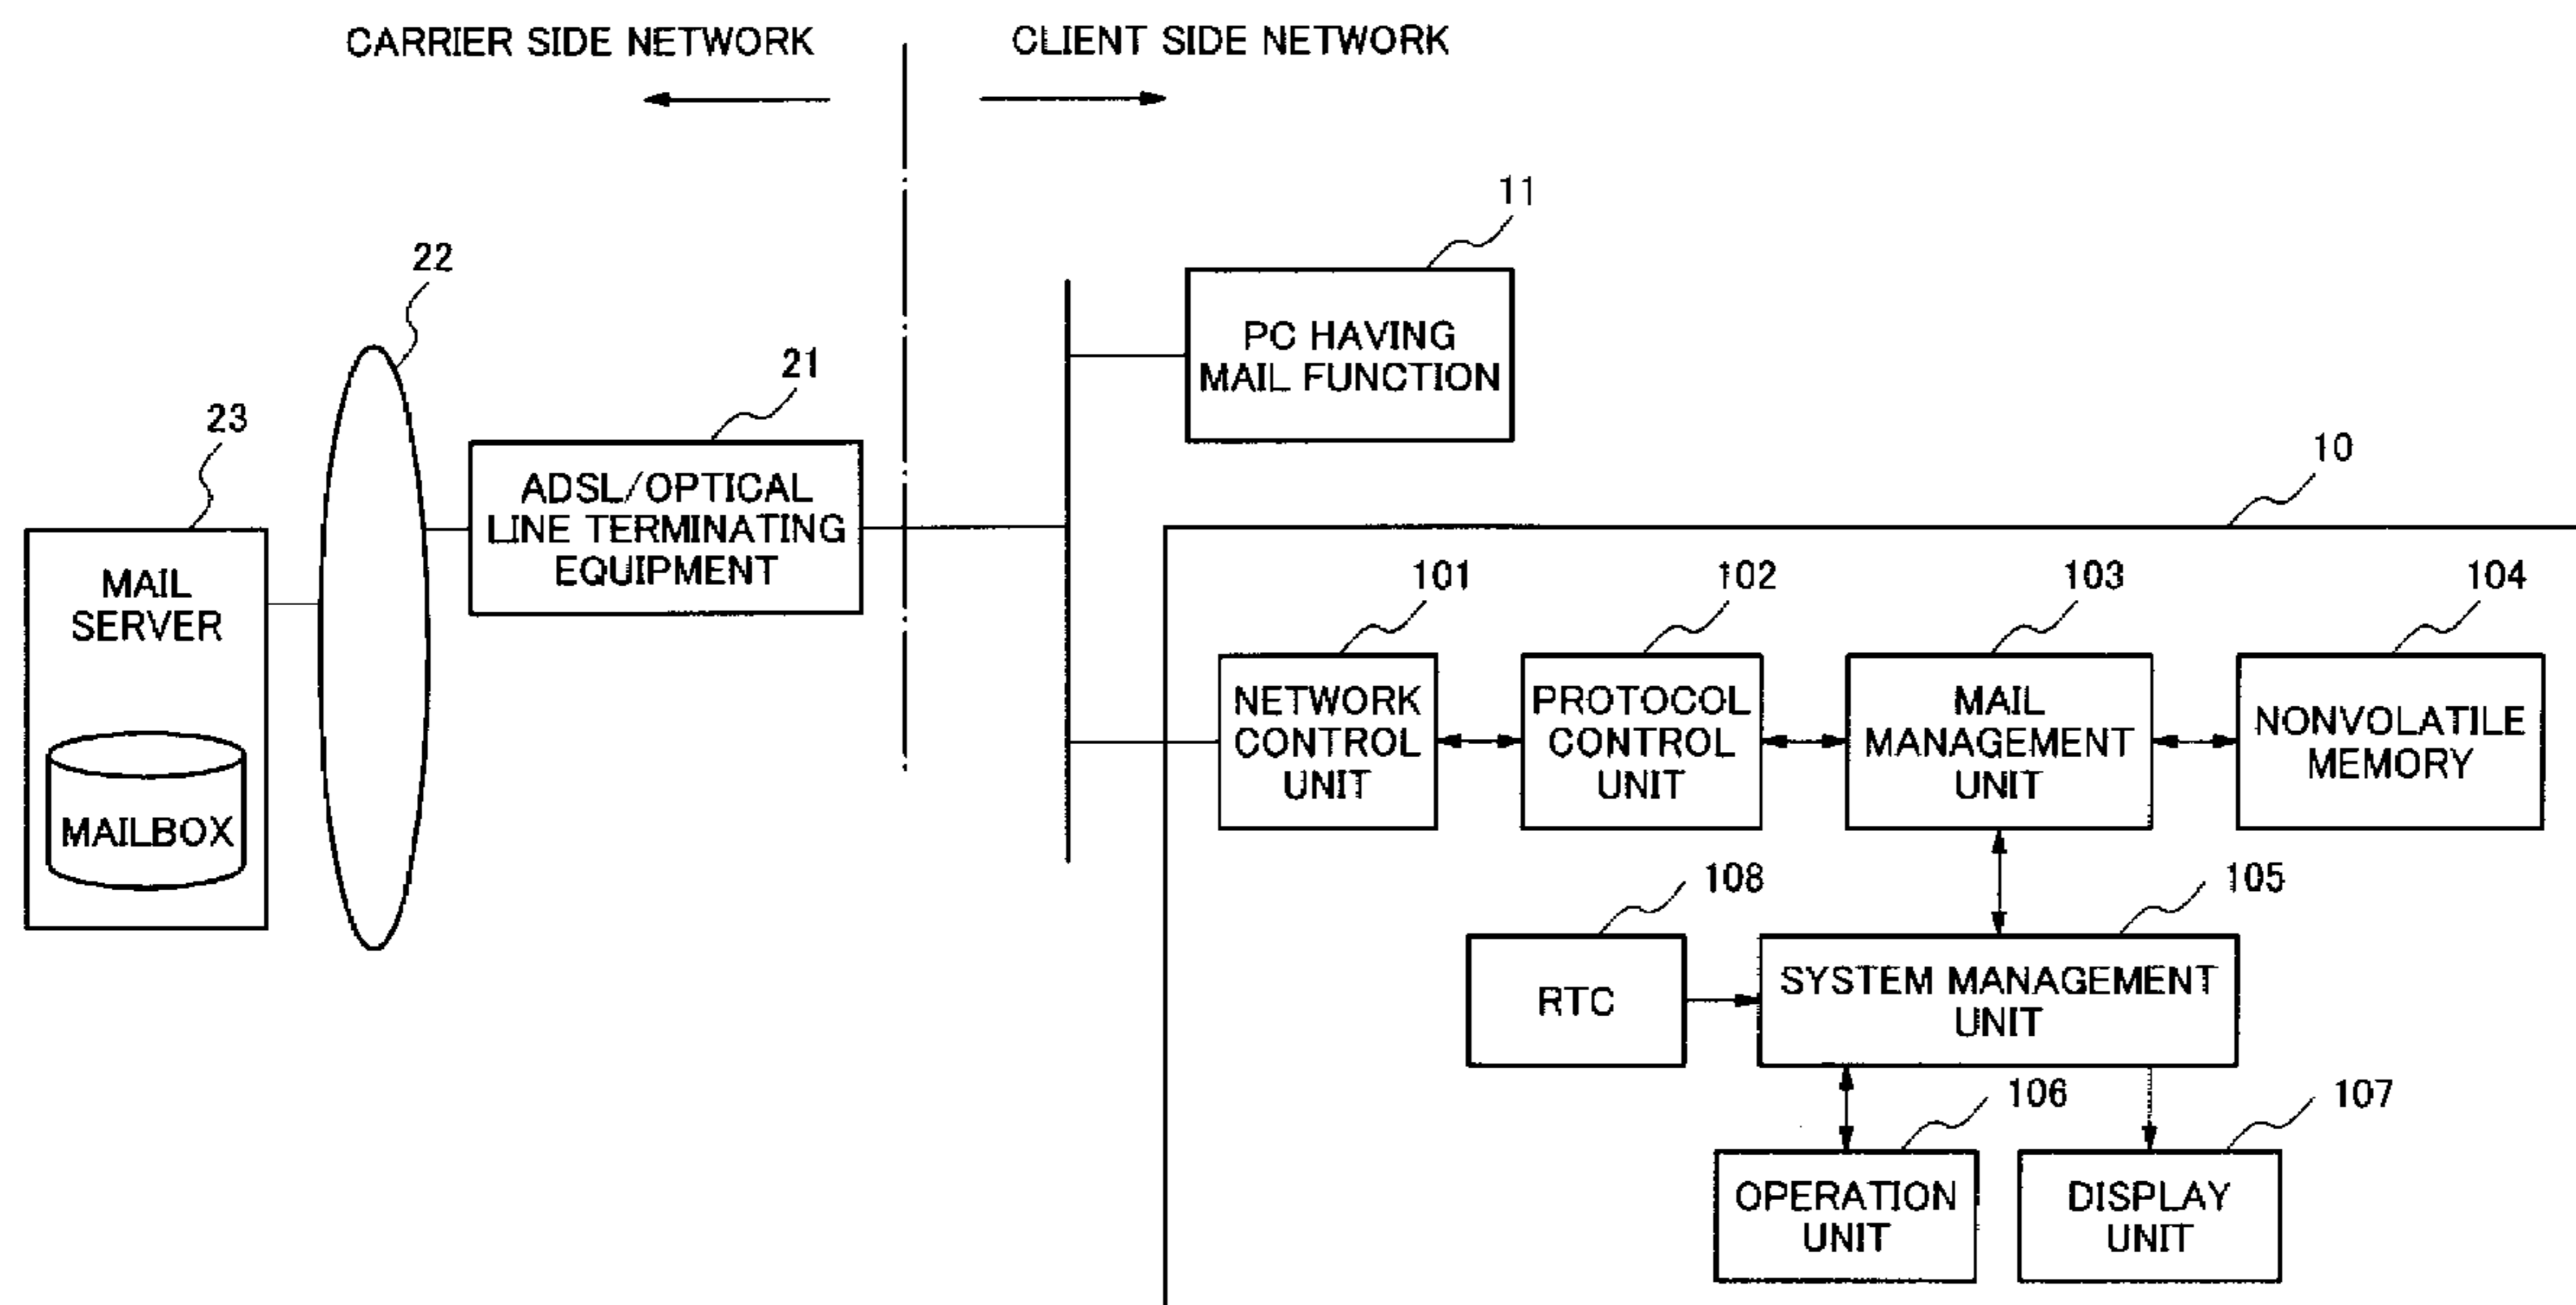 CARRIER SIDE NETWORK
CLIENT SIDE NETWORK
11
PC HAVING
MAIL FUNCTION
22
21
ADSL/OPTICAL
LINE TERMINATING
EQUIPMENT
23
MAIL
SERVER
MAILBOX
10
101
NETWORK
CONTROL
UNIT
102
PROTOCOL
CONTROL
UNIT
103
MAIL
MANAGEMENT
UNIT
104
NONVOLATILE
MEMORY
108
RTC
105
SYSTEM MANAGEMENT
UNIT
106
OPERATION
UNIT
107
DISPLAY
UNIT